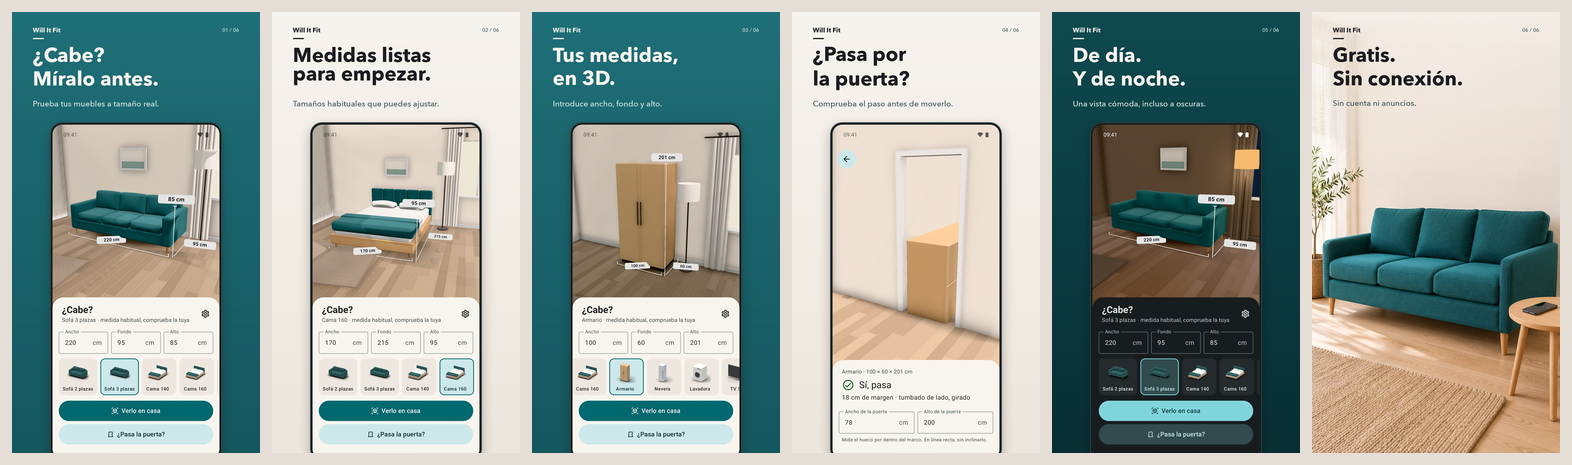 Will It Fit
01 / 06
¿Cabe?
Míralo antes.
Prueba tus muebles a tamaño real.
09:41
85 cm
220 cm
95 cm
¿Cabe?
Sofá 3 plazas · medida habitual, comprueba la tuya
Ancho
Fondo
Alto
220 cm
95 cm
85 cm
Sofá 2 plazas
Sofá 3 plazas
Cama 140
Cama 160
Verlo en casa
¿Pasa la puerta?
Will It Fit
02 / 06
Medidas listas
para empezar.
Tamaños habituales que puedes ajustar.
09:41
95 cm
215 cm
170 cm
¿Cabe?
Cama 160 · medida habitual, comprueba la tuya
Ancho
Fondo
Alto
170 cm
215 cm
95 cm
Sofá 2 plazas
Sofá 3 plazas
Cama 140
Cama 160
Verlo en casa
¿Pasa la puerta?
Will It Fit
03 / 06
Tus medidas,
en 3D.
Introduce ancho, fondo y alto.
09:41
201 cm
100 cm
60 cm
¿Cabe?
Armario · medida habitual, comprueba la tuya
Ancho
Fondo
Alto
100 cm
60 cm
201 cm
Cama 160
Armario
Nevera
Lavadora
TV
Verlo en casa
¿Pasa la puerta?
Will It Fit
04 / 06
¿Pasa por
la puerta?
Comprueba el paso antes de moverlo.
09:41
Armario · 100 × 60 × 201 cm
Sí, pasa
18 cm de margen · tumbado de lado, girado
Ancho de la puerta
Alto de la puerta
78 cm
200 cm
Mide el hueco por dentro del marco. En línea recta, sin inclinarlo.
Will It Fit
05 / 06
De día.
Y de noche.
Una vista cómoda, incluso a oscuras.
09:41
85 cm
220 cm
95 cm
¿Cabe?
Sofá 3 plazas · medida habitual, comprueba la tuya
Ancho
Fondo
Alto
220 cm
95 cm
85 cm
Sofá 2 plazas
Sofá 3 plazas
Cama 140
Cama 160
Verlo en casa
¿Pasa la puerta?
Will It Fit
06 / 06
Gratis.
Sin conexión.
Sin cuenta ni anuncios.